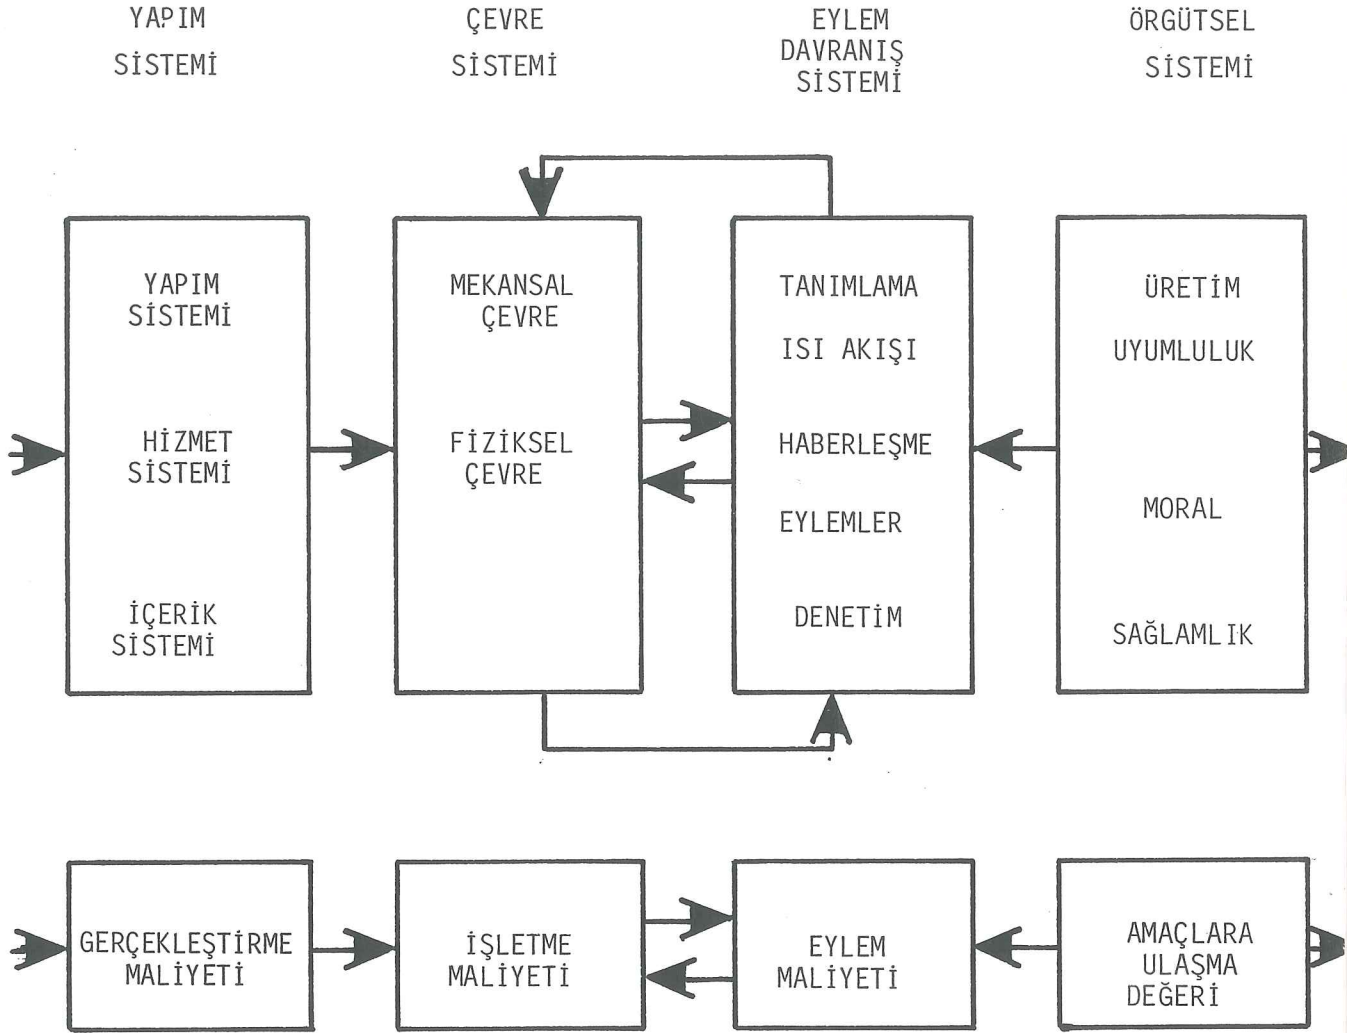 YAPIM
SİSTEMİ
ÇEVRE
SİSTEMİ
EYLEM
DAVRANIŞ
SİSTEMİ
ÖRGÜTSEL
SİSTEMİ
YAPIM
SİSTEMİ
HİZMET
SİSTEMİ
İÇERİK
SİSTEMİ
MEKANSAL
ÇEVRE
FİZİKSEL
ÇEVRE
TANIMLAMA
ISI AKIŞI
HABERLEŞME
EYLEMLER
DENETİM
ÜRETİM
UYUMLULUK
MORAL
SAĞLAMLIK
GERÇEKLEŞTİRME
MALİYETİ
İŞLETME
MALİYETİ
EYLEM
MALİYETİ
AMAÇLARA
ULAŞMA
DEĞERİ